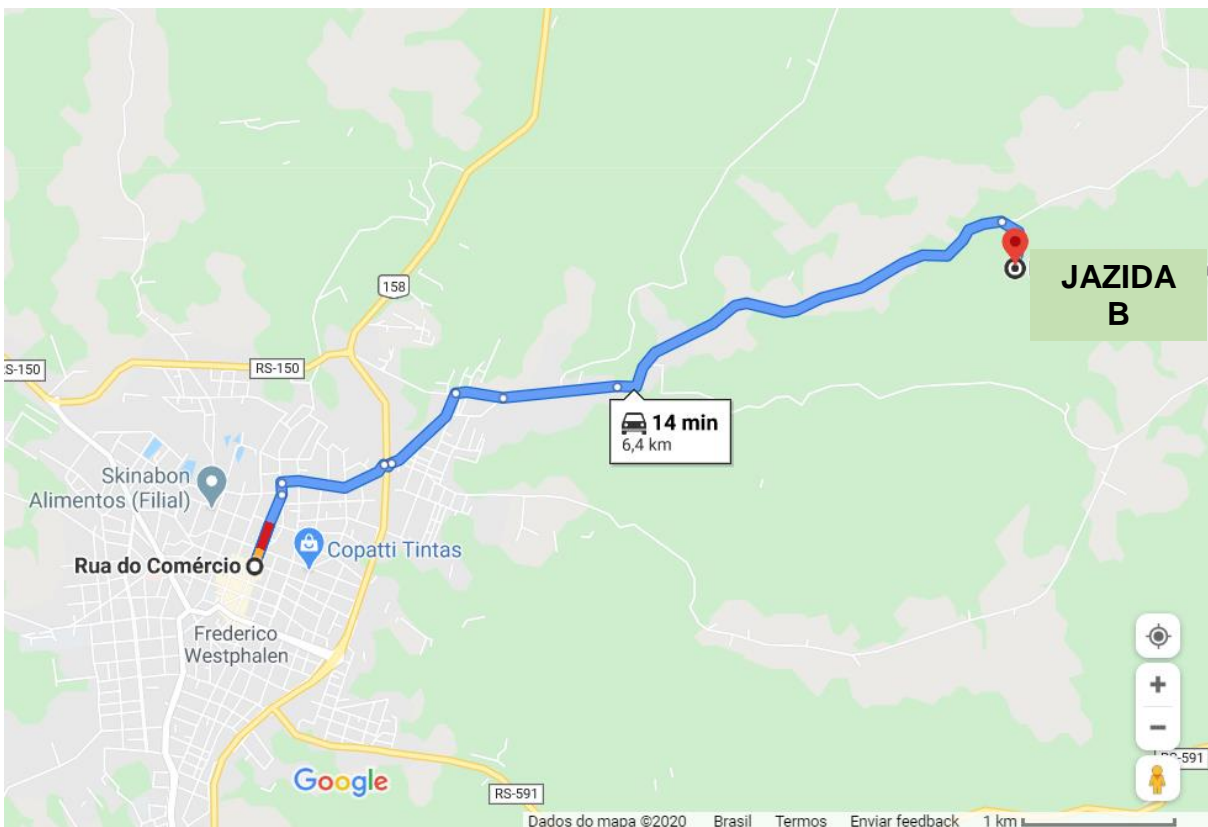 158
RS-150
S-150
JAZIDA
B
14 min
6,4 km
Skinabon
Alimentos (Filial)
Copatti Tintas
Rua do Comércio
Frederico
Westphalen
Google
RS-591
RS-591
Dados do mapa ©2020 Brasil Termos Enviar feedback 1 km